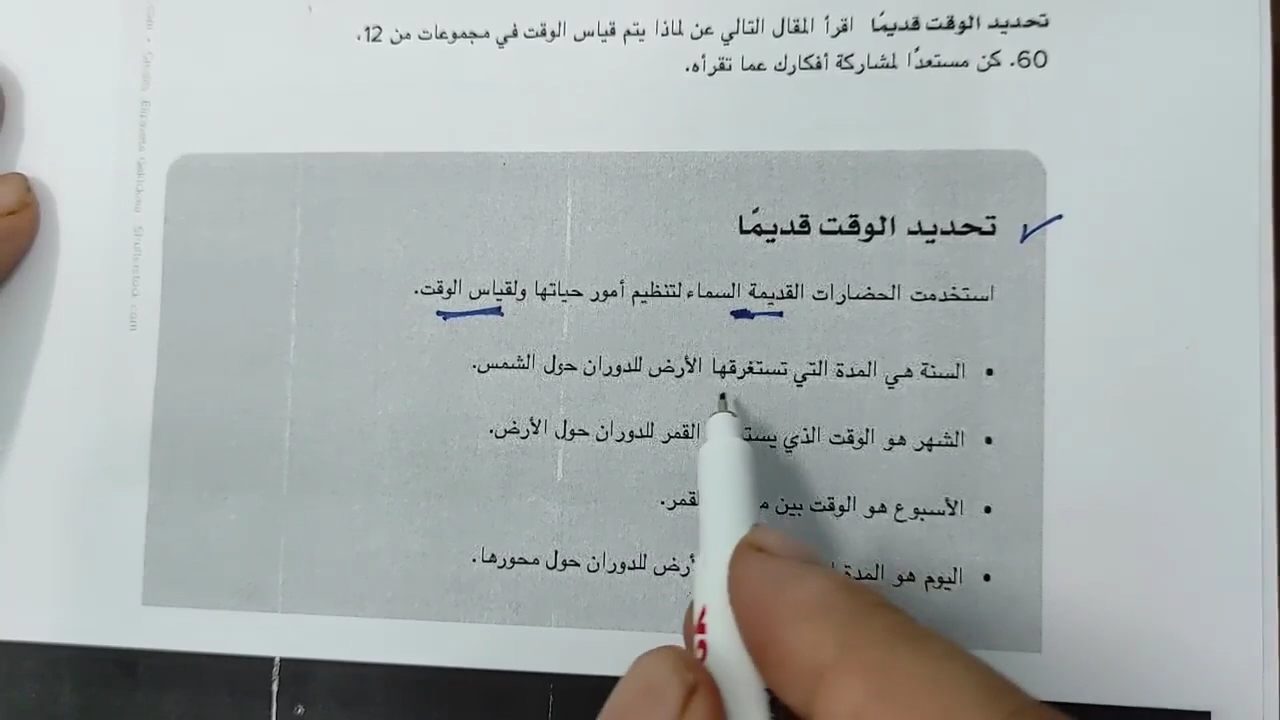 تحديد الوقت قديمًا اقرأ المقال التالي عن لماذا يتم قياس الوقت في مجموعات من 12،
60. كن مستعدًا لمشاركة أفكارك عما تقرأه.
تحديد الوقت قديمًا
استخدمت الحضارات القديمة السماء لتنظيم أمور حياتها ولقياس الوقت.
• السنة هي المدة التي تستغرقها الأرض للدوران حول الشمس.
• الشهر هو الوقت الذي القمر للدوران حول الأرض.
• الأسبوع هو الوقت بين القمر.
• اليوم هو المدة للدوران حول محورها.